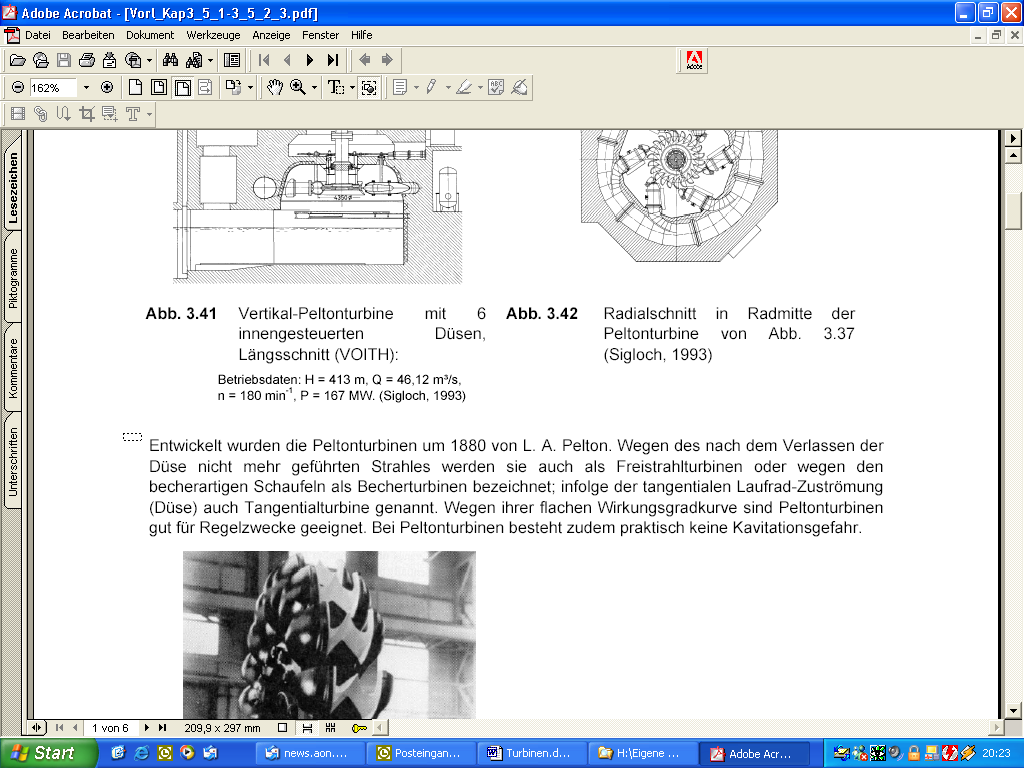 Adobe Acrobat - [Vorl_Kap3_5_1-3_5_2_3.pdf]
Datei Bearbeiten Dokument Werkzeuge Anzeige Fenster Hilfe
Adobe
162%
Lesezeichen
Piktogramme
Kommentare
Unterschriften
4350 ø
Abb. 3.41 Vertikal-Peltonturbine mit 6
innengesteuerten Düsen,
Längsschnitt (VOITH):
Betriebsdaten: H = 413 m, Q = 46,12 m³/s,
n = 180 min⁻¹, P = 167 MW. (Sigloch, 1993)
Abb. 3.42 Radialschnitt in Radmitte der
Peltonturbine von Abb. 3.37
(Sigloch, 1993)
Entwickelt wurden die Peltonturbinen um 1880 von L. A. Pelton. Wegen des nach dem Verlassen der
Düse nicht mehr geführten Strahles werden sie auch als Freistrahlturbinen oder wegen den
becherartigen Schaufeln als Becherturbinen bezeichnet; infolge der tangentialen Laufrad-Zuströmung
(Düse) auch Tangentialturbine genannt. Wegen ihrer flachen Wirkungsgradkurve sind Peltonturbinen
gut für Regelzwecke geeignet. Bei Peltonturbinen besteht zudem praktisch keine Kavitationsgefahr.
1 von 6 209,9 x 297 mm
Start news.aon.... Posteingan... Turbinen.d... H:\Eigene ... Adobe Acr... 20:23